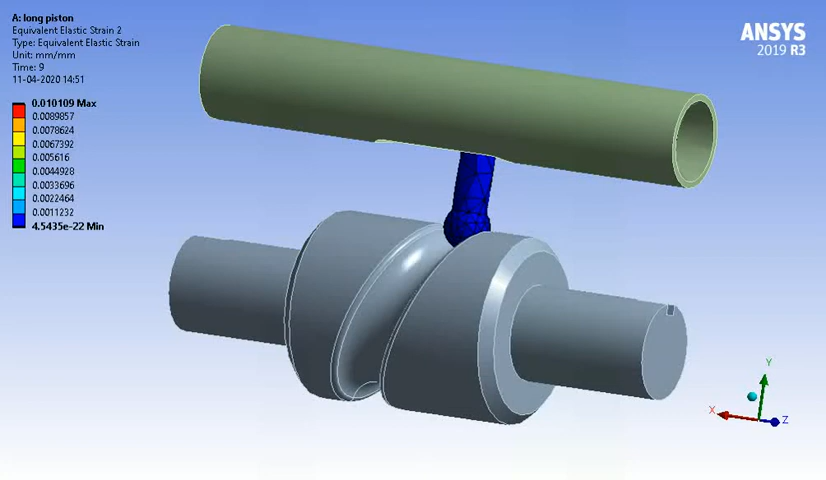 A: long piston
Equivalent Elastic Strain 2
Type: Equivalent Elastic Strain
Unit: mm/mm
Time: 9
11-04-2020 14:51
0.010109 Max
0.0089857
0.0078624
0.0067392
0.005616
0.0044928
0.0033696
0.0022464
0.0011232
4.5435e-22 Min
ANSYS
2019 R3
Y
X
Z